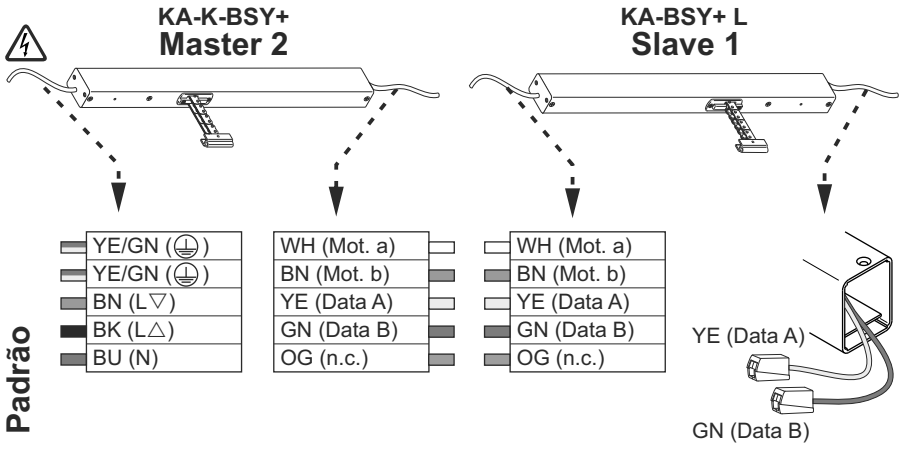 KA-K-BSY+
Master 2
KA-BSY+ L
Slave 1
YE/GN (⏚)
YE/GN (⏚)
BN (L▽)
BK (L△)
BU (N)
WH (Mot. a)
BN (Mot. b)
YE (Data A)
GN (Data B)
OG (n.c.)
WH (Mot. a)
BN (Mot. b)
YE (Data A)
GN (Data B)
OG (n.c.)
YE (Data A)
GN (Data B)
Padrão